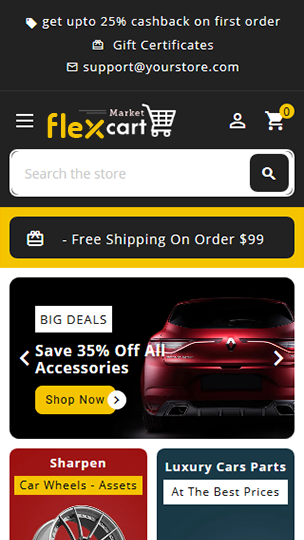 get upto 25% cashback on first order
Gift Certificates
support@yourstore.com
Market
flexcart
0
Search the store
- Free Shipping On Order $99
BIG DEALS
Save 35% Off All
Accessories
Shop Now
Sharpen
Car Wheels - Assets
Luxury Cars Parts
At The Best Prices